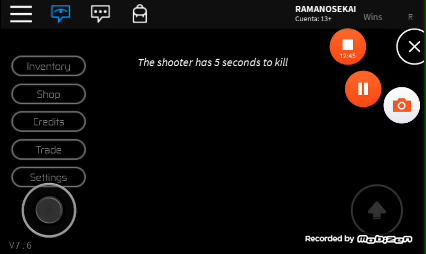 RAMANOSEKAI
Cuenta: 13+
Wins
R
The shooter has 5 seconds to kill
12:45
Inventory
Shop
Credits
Trade
Settings
V7.6
Recorded by mobizen